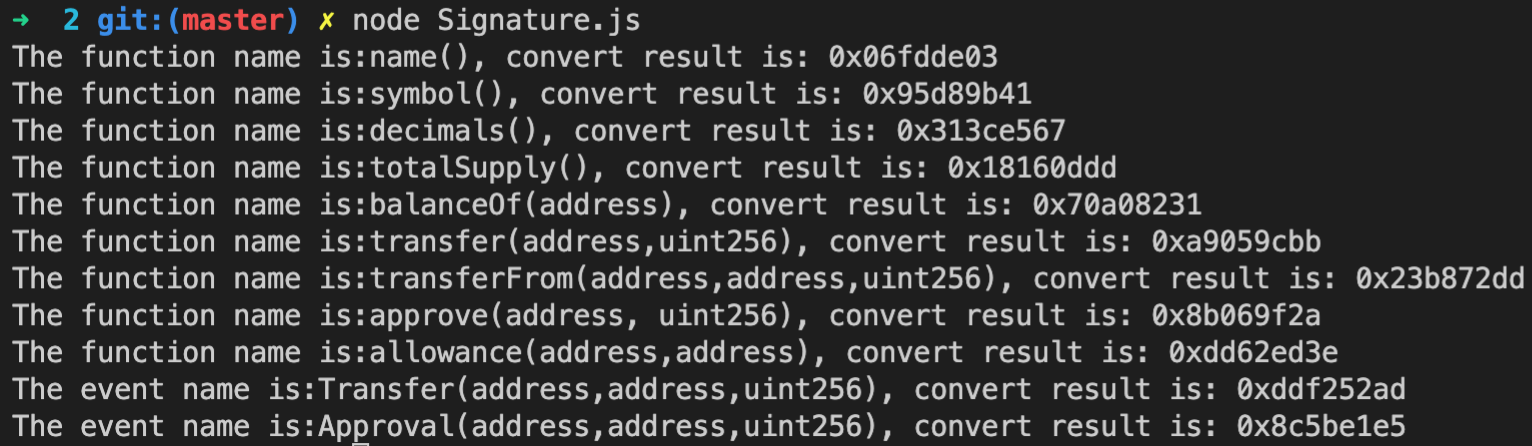 ➜  2 git:(master) ✗ node Signature.js
The function name is:name(), convert result is: 0x06fdde03
The function name is:symbol(), convert result is: 0x95d89b41
The function name is:decimals(), convert result is: 0x313ce567
The function name is:totalSupply(), convert result is: 0x18160ddd
The function name is:balanceOf(address), convert result is: 0x70a08231
The function name is:transfer(address,uint256), convert result is: 0xa9059cbb
The function name is:transferFrom(address,address,uint256), convert result is: 0x23b872dd
The function name is:approve(address, uint256), convert result is: 0x8b069f2a
The function name is:allowance(address,address), convert result is: 0xdd62ed3e
The event name is:Transfer(address,address,uint256), convert result is: 0xddf252ad
The event name is:Approval(address,address,uint256), convert result is: 0x8c5be1e5